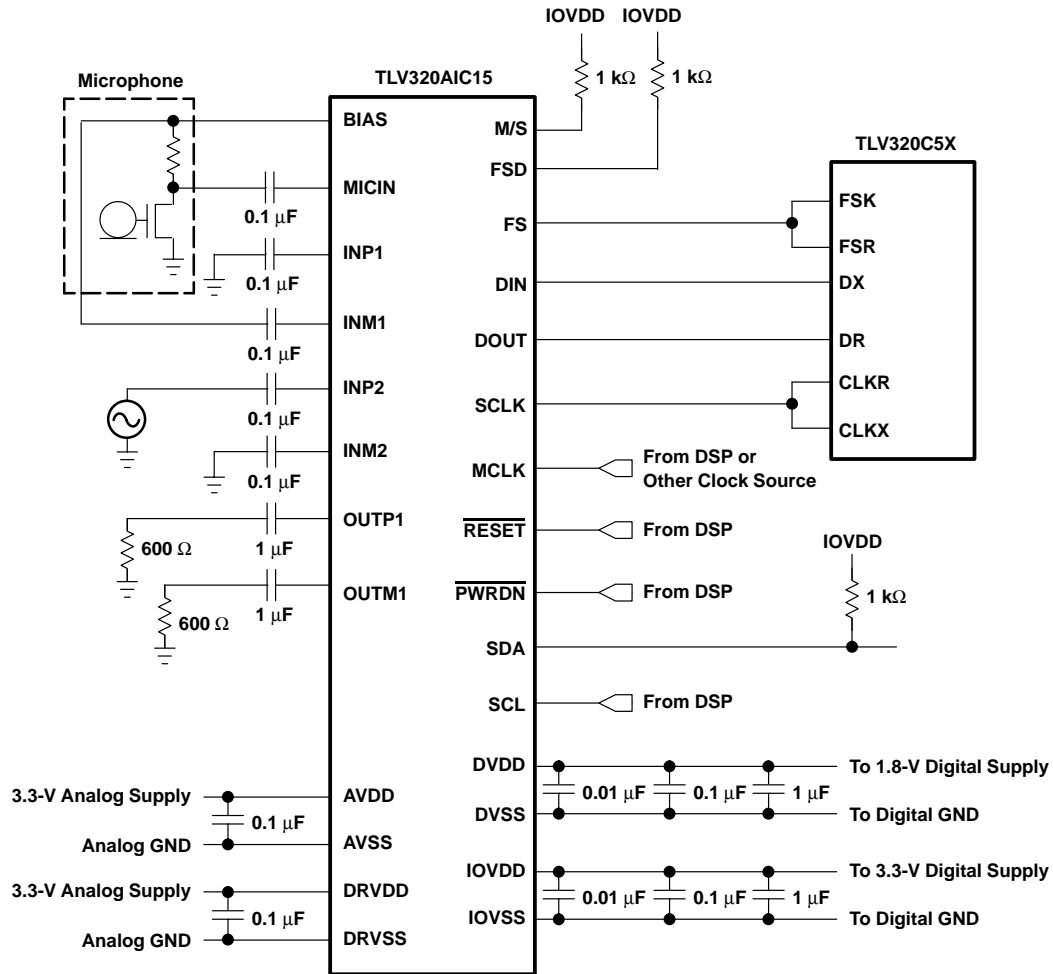 IOVDD
IOVDD
1 kΩ
1 kΩ
TLV320AIC15
Microphone
TLV320C5X
BIAS
MICIN
0.1 μF
INP1
0.1 μF
INM1
0.1 μF
INP2
0.1 μF
INM2
0.1 μF
OUTP1
600 Ω
1 μF
OUTM1
600 Ω
1 μF
3.3-V Analog Supply
AVDD
0.1 μF
Analog GND
AVSS
3.3-V Analog Supply
DRVDD
0.1 μF
Analog GND
DRVSS
M/S
FSD
FS
DIN
DOUT
SCLK
MCLK
From DSP or
Other Clock Source
RESET
From DSP
PWRDN
From DSP
IOVDD
1 kΩ
SDA
SCL
From DSP
DVDD
To 1.8-V Digital Supply
0.01 μF
0.1 μF
1 μF
DVSS
To Digital GND
IOVDD
To 3.3-V Digital Supply
0.01 μF
0.1 μF
1 μF
IOVSS
To Digital GND
FSK
FSR
DX
DR
CLKR
CLKX